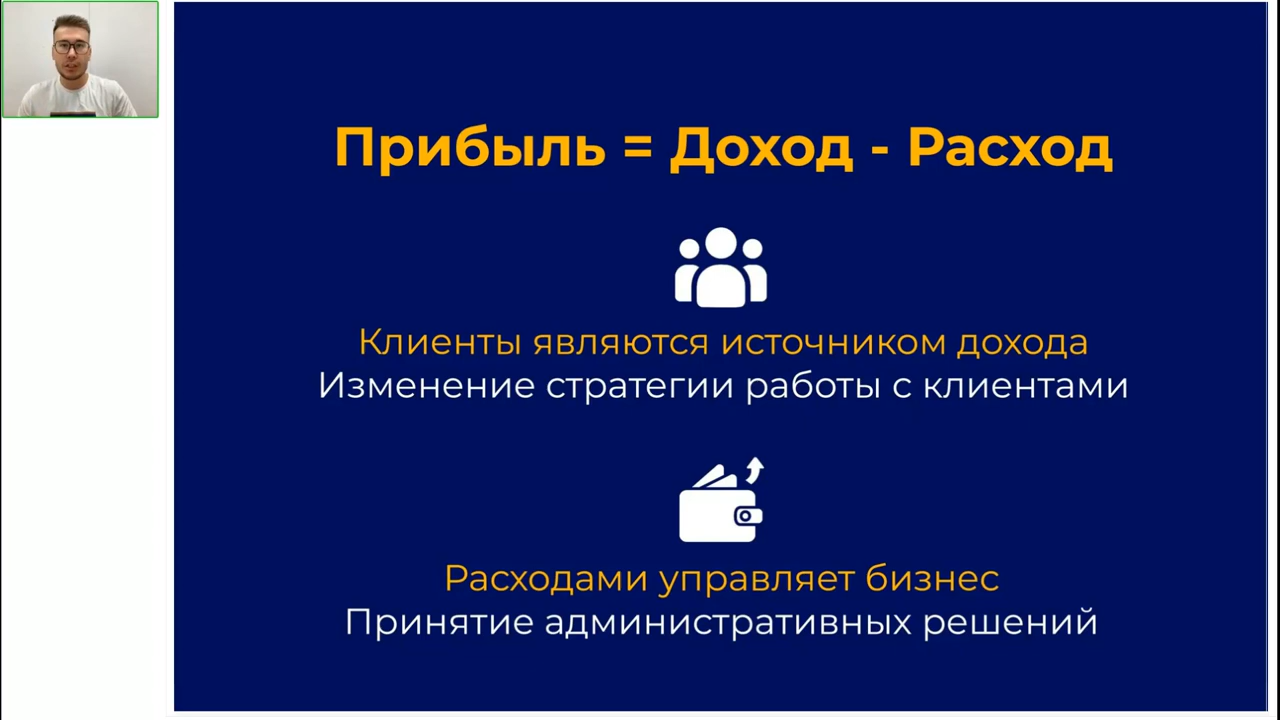 Прибыль = Доход - Расход
Клиенты являются источником дохода
Изменение стратегии работы с клиентами
Расходами управляет бизнес
Принятие административных решений